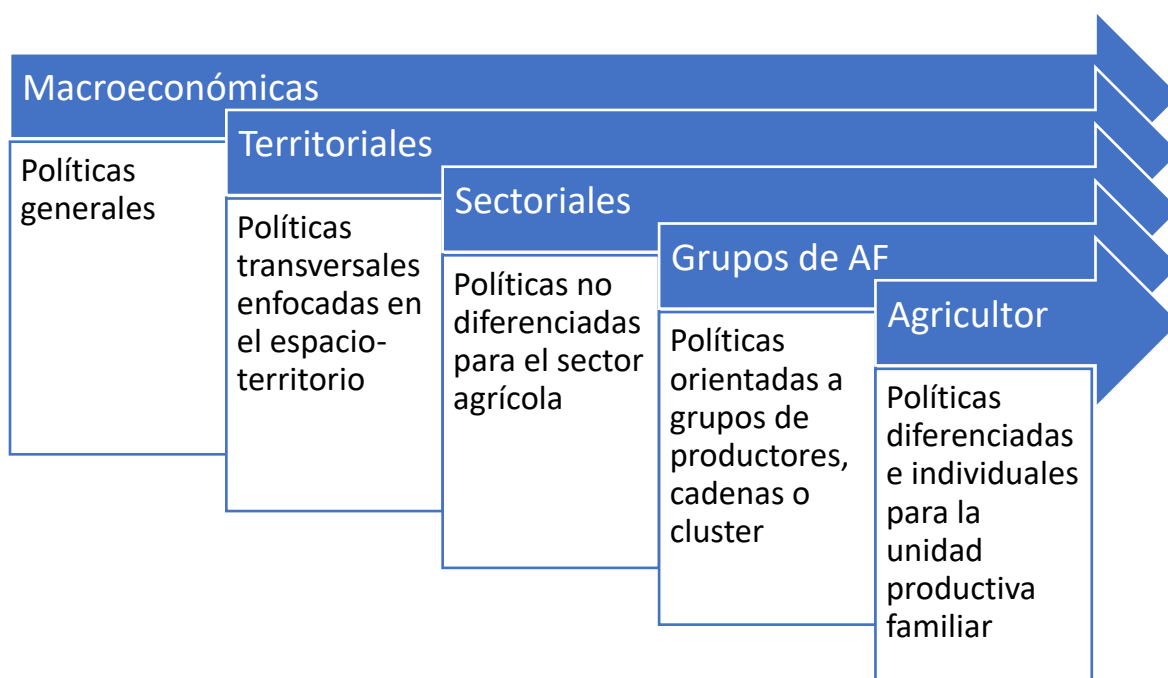 Macroeconómicas
Políticas
generales
Territoriales
Políticas
transversales
enfocadas en
el espacio-
territorio
Sectoriales
Políticas no
diferenciadas
para el sector
agrícola
Grupos de AF
Políticas
orientadas a
grupos de
productores,
cadenas o
cluster
Agricultor
Políticas
diferenciadas
e individuales
para la
unidad
productiva
familiar